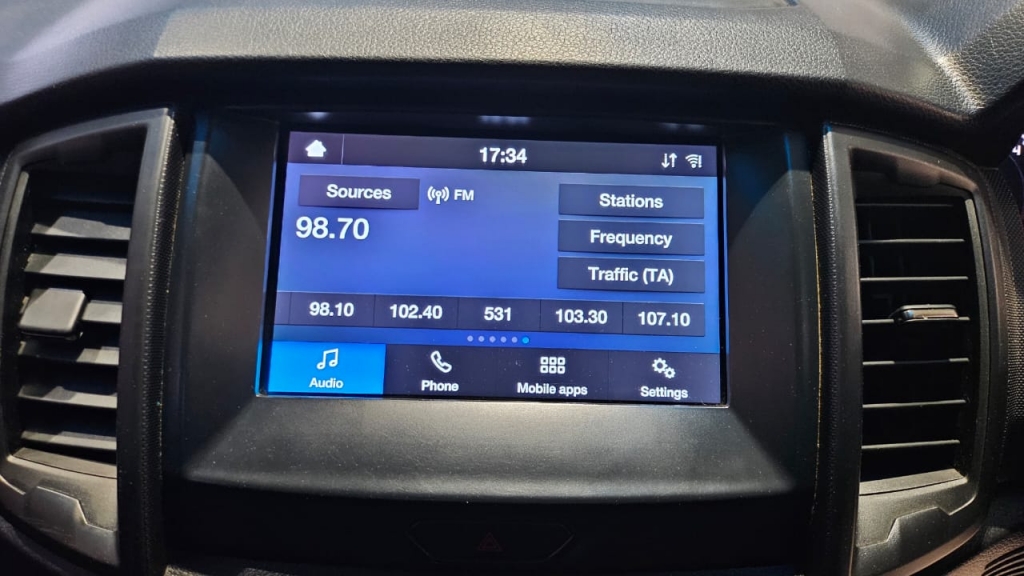 17:34
Sources FM
98.70
Stations
Frequency
Traffic (TA)
98.10 102.40 531 103.30 107.10
Audio Phone Mobile apps Settings